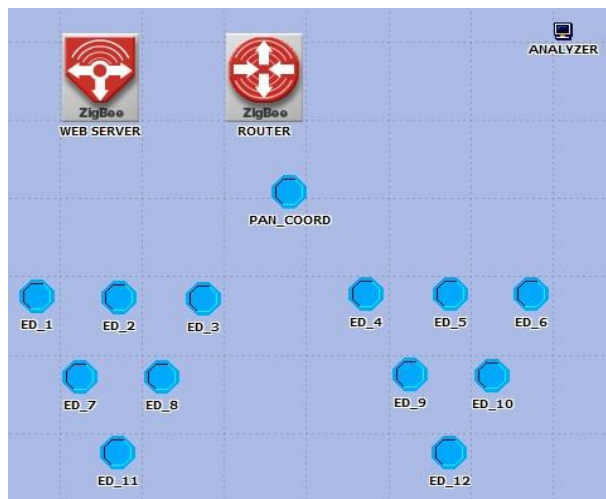 ANALYZER
ZigBee
ZigBee
WEB SERVER
ROUTER
PAN_COORD
ED_1
ED_2
ED_3
ED_4
ED_5
ED_6
ED_7
ED_8
ED_9
ED_10
ED_11
ED_12